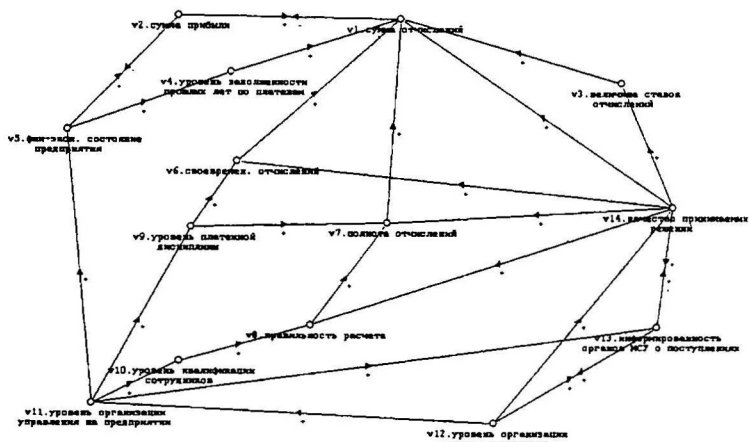 v2.сумма прибыли
v1.сумма отчислений
v4.уровень задолженности
прошлых лет по платежам
v3.величина ставок
отчислений
v5.фин-экон. состояние
предприятия
v6.своевремен. отчислений
v14.качество принимаемых
решений
v9.уровень платежной
дисциплины
v7.полнота отчислений
v8.правильность расчета
v13.информированность
органов МСУ о поступлениях
v10.уровень квалификации
сотрудников
v11.уровень организации
управления на предприятии
v12.уровень организации